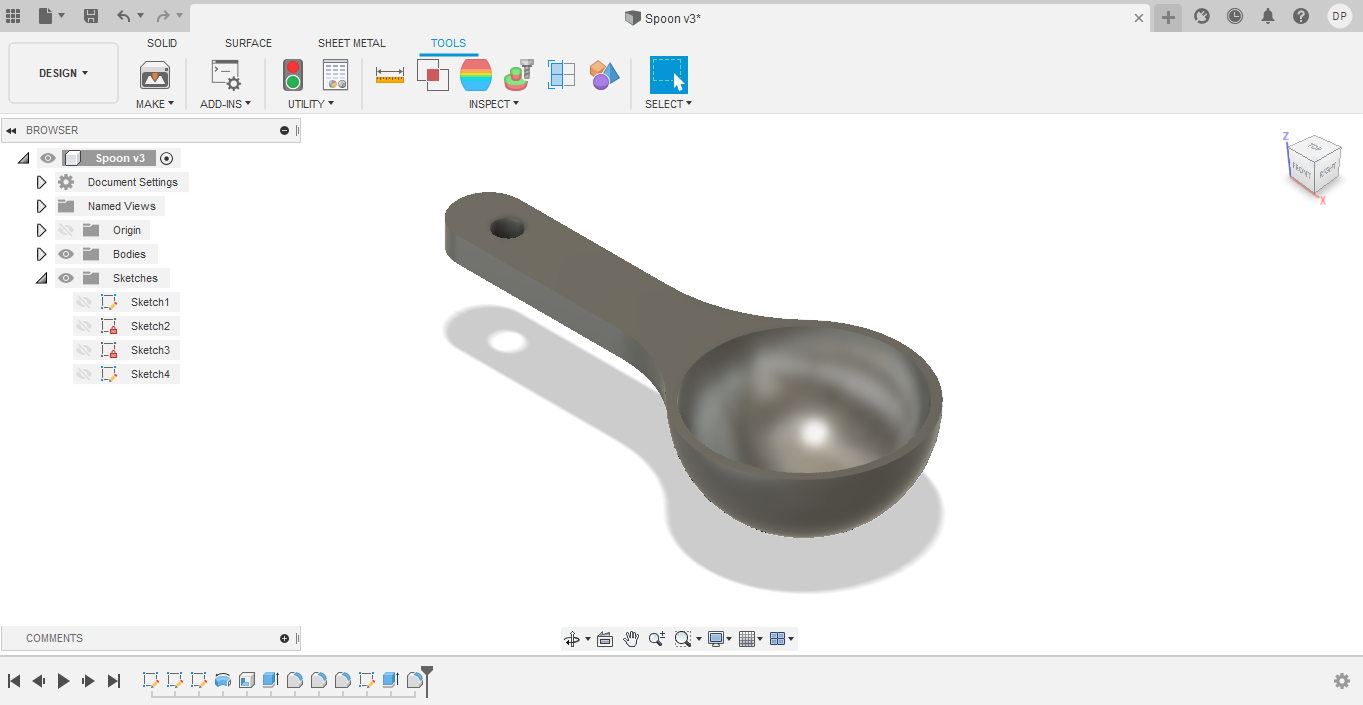 Spoon v3*
DP
SOLID
SURFACE
SHEET METAL
TOOLS
DESIGN
MAKE
ADD-INS
UTILITY
INSPECT
SELECT
BROWSER
Spoon v3
Document Settings
Named Views
Origin
Bodies
Sketches
Sketch1
Sketch2
Sketch3
Sketch4
Z
TOP
FRONT
RIGHT
X
COMMENTS